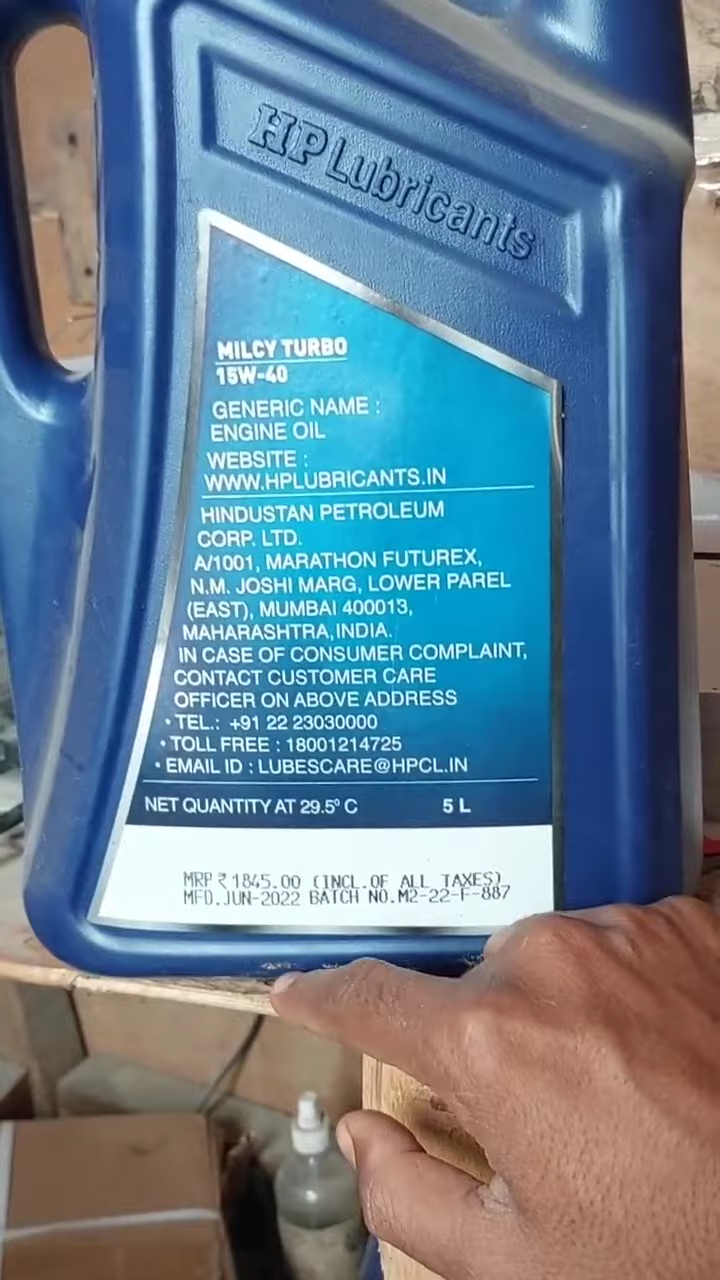 HP Lubricants
MILCY TURBO
15W-40
GENERIC NAME :
ENGINE OIL
WEBSITE :
WWW.HPLUBRICANTS.IN
HINDUSTAN PETROLEUM
CORP. LTD.
A/1001, MARATHON FUTUREX,
N.M. JOSHI MARG, LOWER PAREL
(EAST), MUMBAI 400013,
MAHARASHTRA, INDIA.
IN CASE OF CONSUMER COMPLAINT,
CONTACT CUSTOMER CARE
OFFICER ON ABOVE ADDRESS
• TEL.: +91 22 23030000
• TOLL FREE : 18001214725
• EMAIL ID : LUBESCARE@HPCL.IN
NET QUANTITY AT 29.5⁰ C 5 L
MRP ₹ 1845.00 (INCL.OF ALL TAXES)
MFD.JUN-2022 BATCH NO.M2-22-F-887